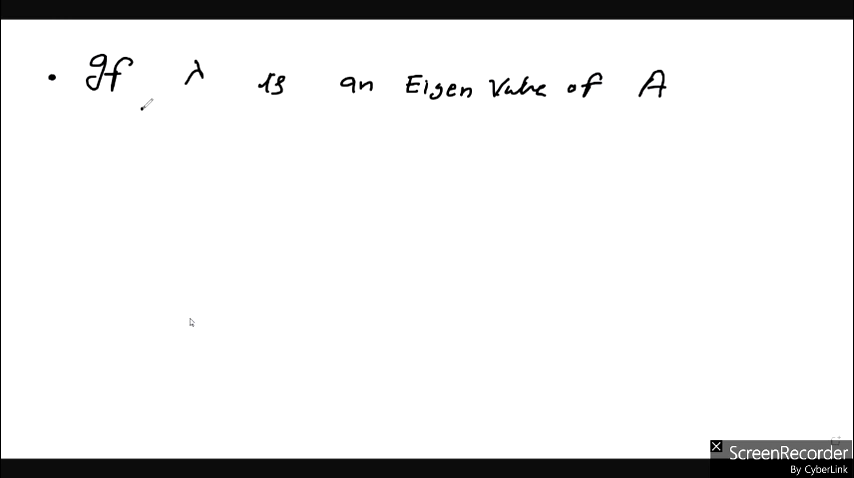 • If λ is an Eigen Value of A
ScreenRecorder
By CyberLink